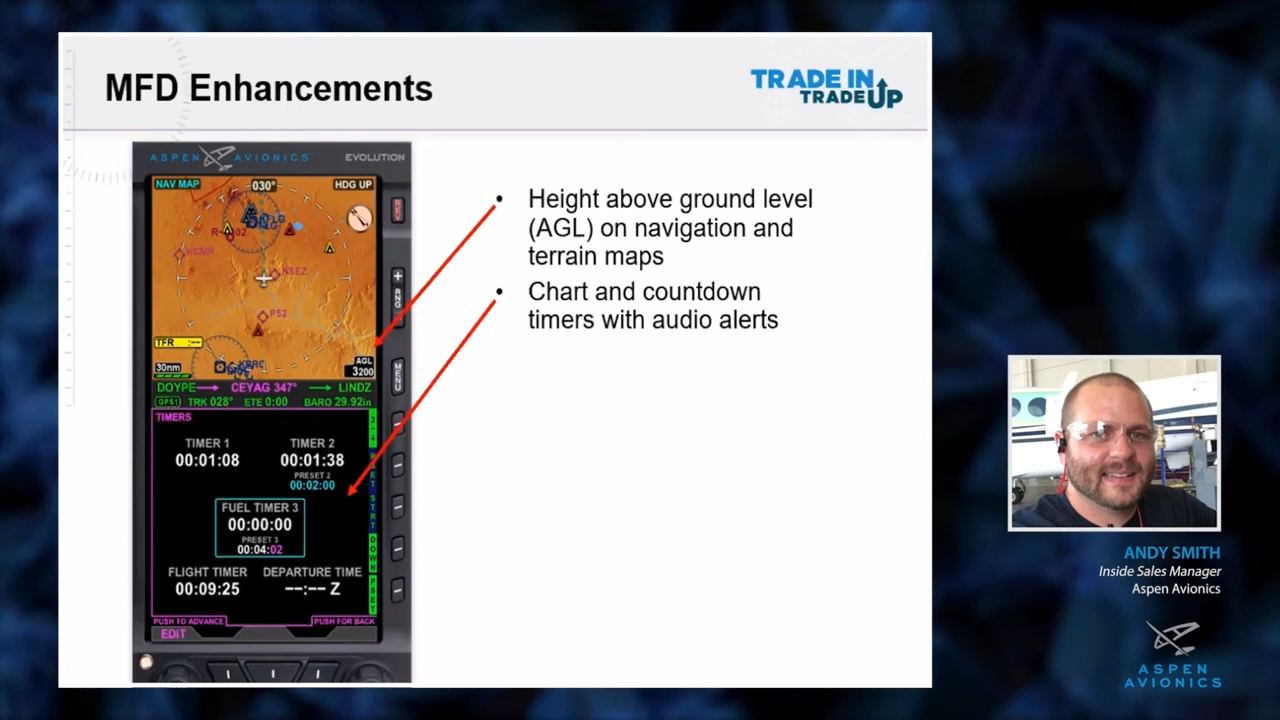 MFD Enhancements
TRADE IN
TRADE UP
ASPEN AVIONICS
EVOLUTION
NAV MAP
030°
HDG UP
KCMR
KSEZ
P52
TFR --:--
30nm
AGL
3200
RNG
MENU
DOYPE
CEYAG 347°
LINDZ
GPS1
TRK 028°
ETE 0:00
BARO 29.92in
TIMERS
TIMER 1
TIMER 2
00:01:08
00:01:38
PRESET 2
00:02:00
FUEL TIMER 3
00:00:00
PRESET 3
00:04:02
FLIGHT TIMER
DEPARTURE TIME
00:09:25
--:-- Z
PUSH TO ADVANCE
PUSH FOR BACK
EDIT
• Height above ground level
(AGL) on navigation and
terrain maps
• Chart and countdown
timers with audio alerts
ANDY SMITH
Inside Sales Manager
Aspen Avionics
ASPEN
AVIONICS